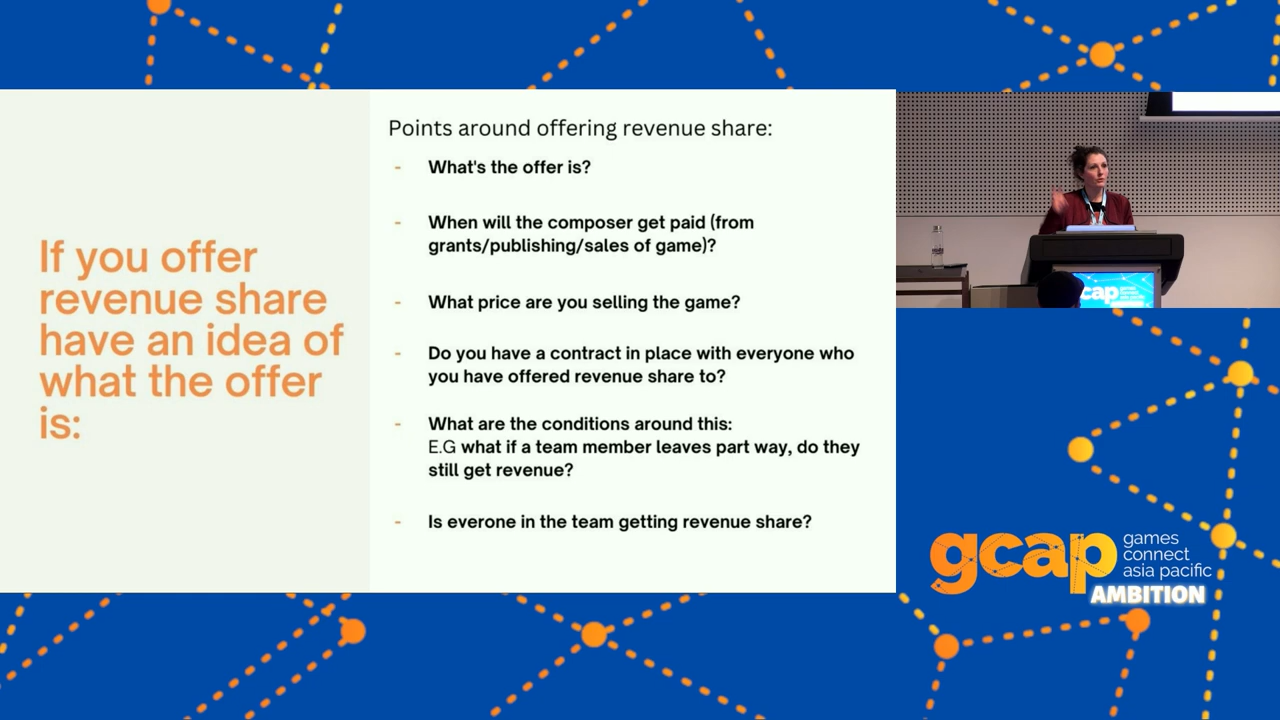 If you offer
revenue share
have an idea of
what the offer
is:
Points around offering revenue share:
- What's the offer is?
- When will the composer get paid (from
grants/publishing/sales of game)?
- What price are you selling the game?
- Do you have a contract in place with everyone who
you have offered revenue share to?
- What are the conditions around this:
E.G what if a team member leaves part way, do they
still get revenue?
- Is everone in the team getting revenue share?
gcap
games
connect
asia pacific
AMBITION